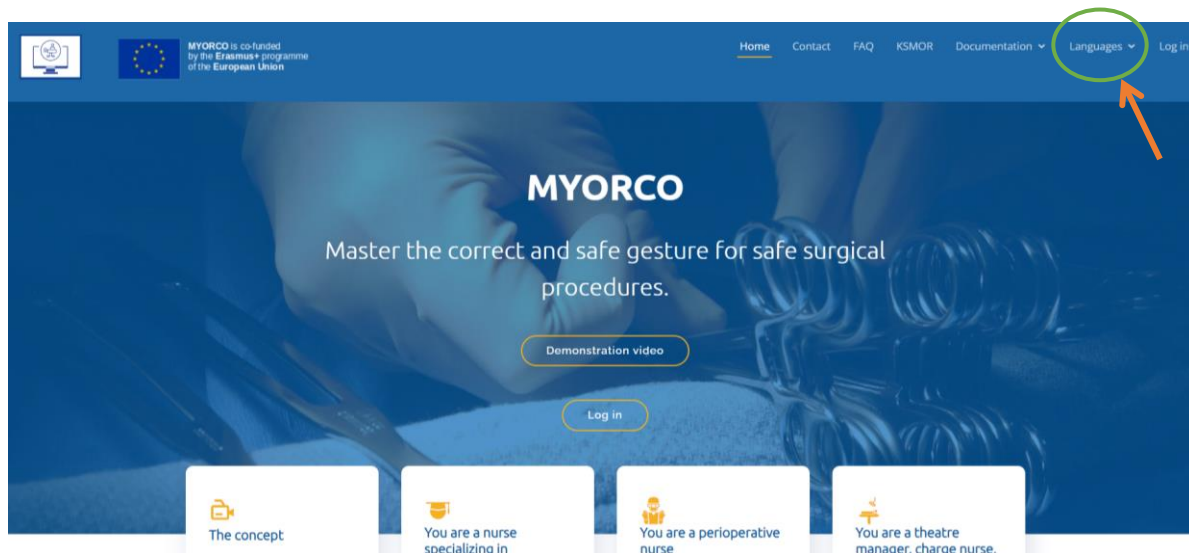 MYORCO is co-funded
by the Erasmus+ programme
of the European Union
Home Contact FAQ KSMOR Documentation Languages Log in
MYORCO
Master the correct and safe gesture for safe surgical
procedures.
Demonstration video
Log in
The concept
You are a nurse
specializing in
You are a perioperative
nurse
You are a theatre
manager, charge nurse,